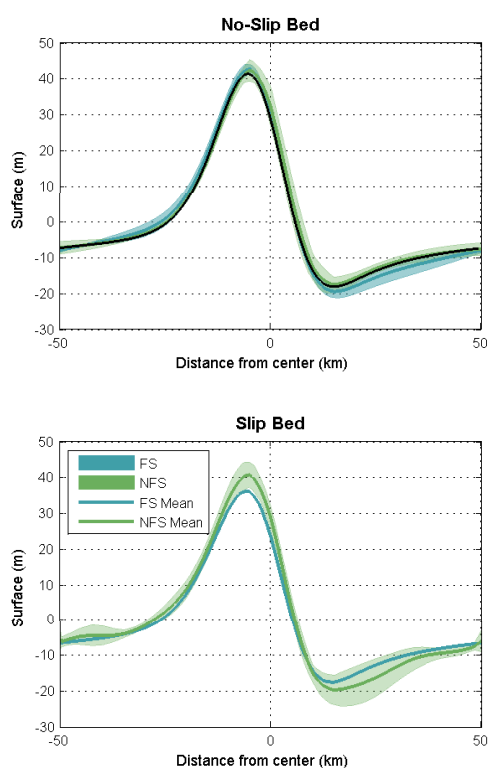 No-Slip Bed
50
40
30
20
10
0
-10
-20
-30
Surface (m)
-50 0 50
Distance from center (km)
Slip Bed
50
40
30
20
10
0
-10
-20
-30
Surface (m)
FS
NFS
FS Mean
NFS Mean
-50 0 50
Distance from center (km)